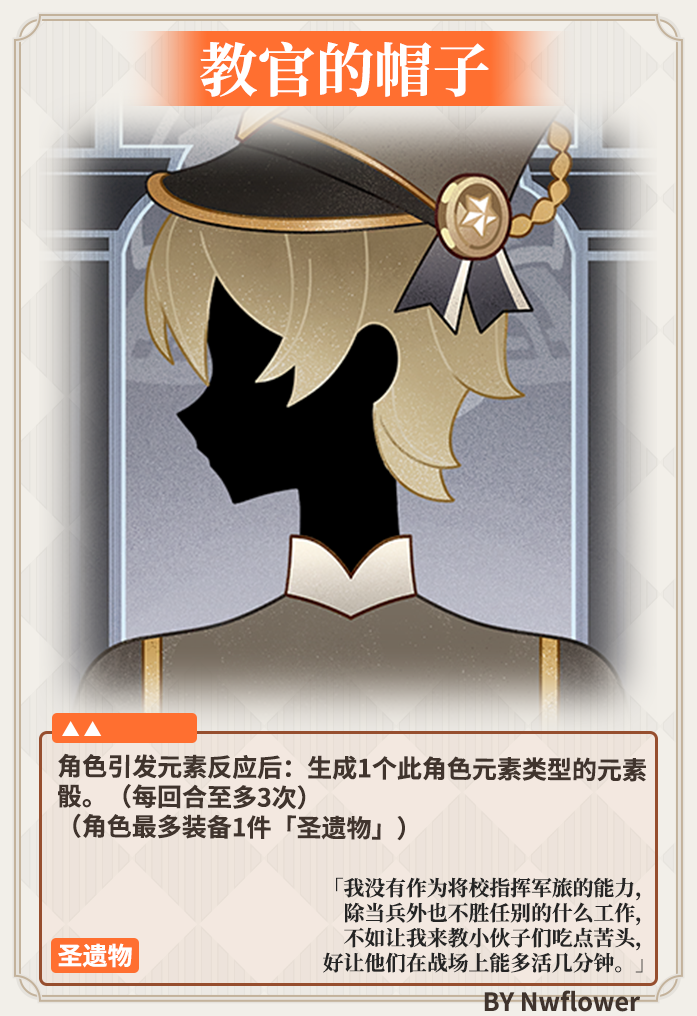 教官的帽子
角色引发元素反应后：生成1个此角色元素类型的元素
骰。（每回合至多3次）
（角色最多装备1件「圣遗物」）
「我没有作为将校指挥军旅的能力，
除当兵外也不胜任别的什么工作，
不如让我来教小伙子们吃点苦头，
好让他们在战场上能多活几分钟。」
圣遗物
BY Nwflower